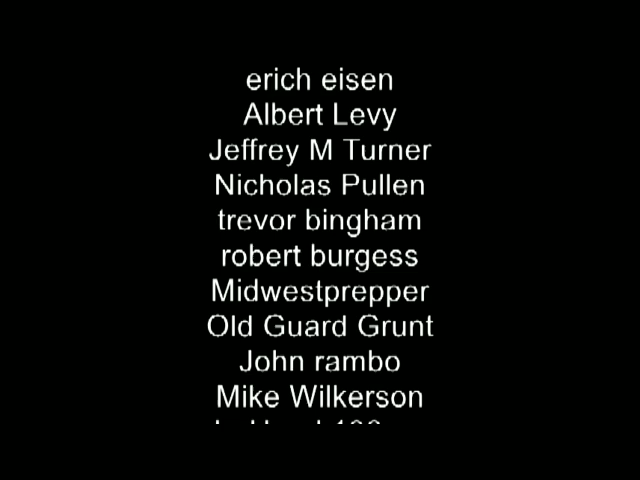 erich eisen
Albert Levy
Jeffrey M Turner
Nicholas Pullen
trevor bingham
robert burgess
Midwestprepper
Old Guard Grunt
John rambo
Mike Wilkerson